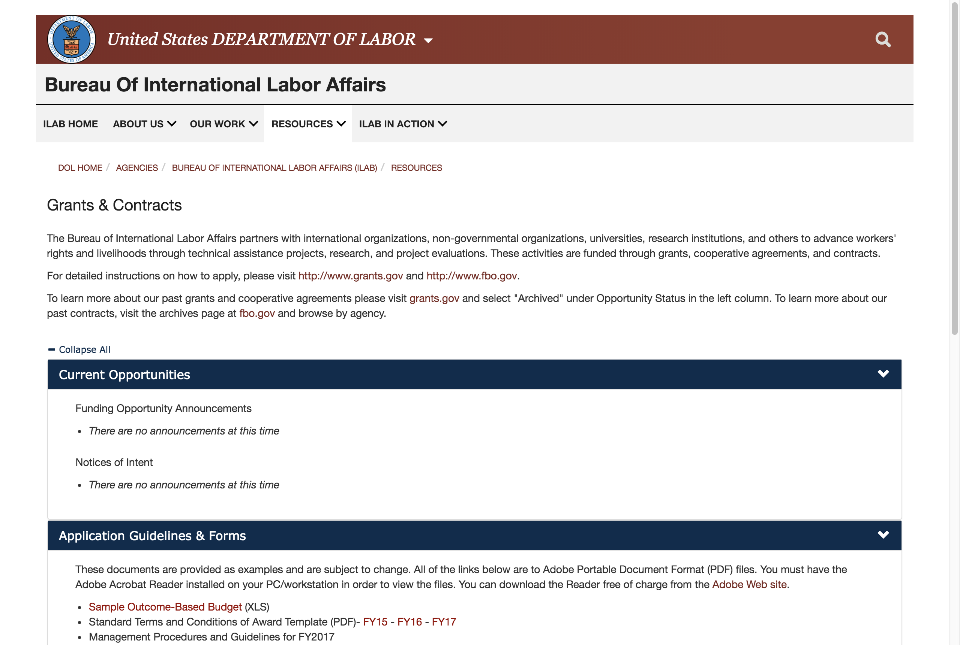 United States DEPARTMENT OF LABOR
Bureau Of International Labor Affairs
ILAB HOME ABOUT US OUR WORK RESOURCES ILAB IN ACTION
DOL HOME / AGENCIES / BUREAU OF INTERNATIONAL LABOR AFFAIRS (ILAB) / RESOURCES
Grants & Contracts
The Bureau of International Labor Affairs partners with international organizations, non-governmental organizations, universities, research institutions, and others to advance workers'
rights and livelihoods through technical assistance projects, research, and project evaluations. These activities are funded through grants, cooperative agreements, and contracts.
For detailed instructions on how to apply, please visit http://www.grants.gov and http://www.fbo.gov.
To learn more about our past grants and cooperative agreements please visit grants.gov and select "Archived" under Opportunity Status in the left column. To learn more about our
past contracts, visit the archives page at fbo.gov and browse by agency.
Collapse All
Current Opportunities
Funding Opportunity Announcements
• There are no announcements at this time
Notices of Intent
• There are no announcements at this time
Application Guidelines & Forms
These documents are provided as examples and are subject to change. All of the links below are to Adobe Portable Document Format (PDF) files. You must have the
Adobe Acrobat Reader installed on your PC/workstation in order to view the files. You can download the Reader free of charge from the Adobe Web site.
• Sample Outcome-Based Budget (XLS)
• Standard Terms and Conditions of Award Template (PDF)- FY15 - FY16 - FY17
• Management Procedures and Guidelines for FY2017